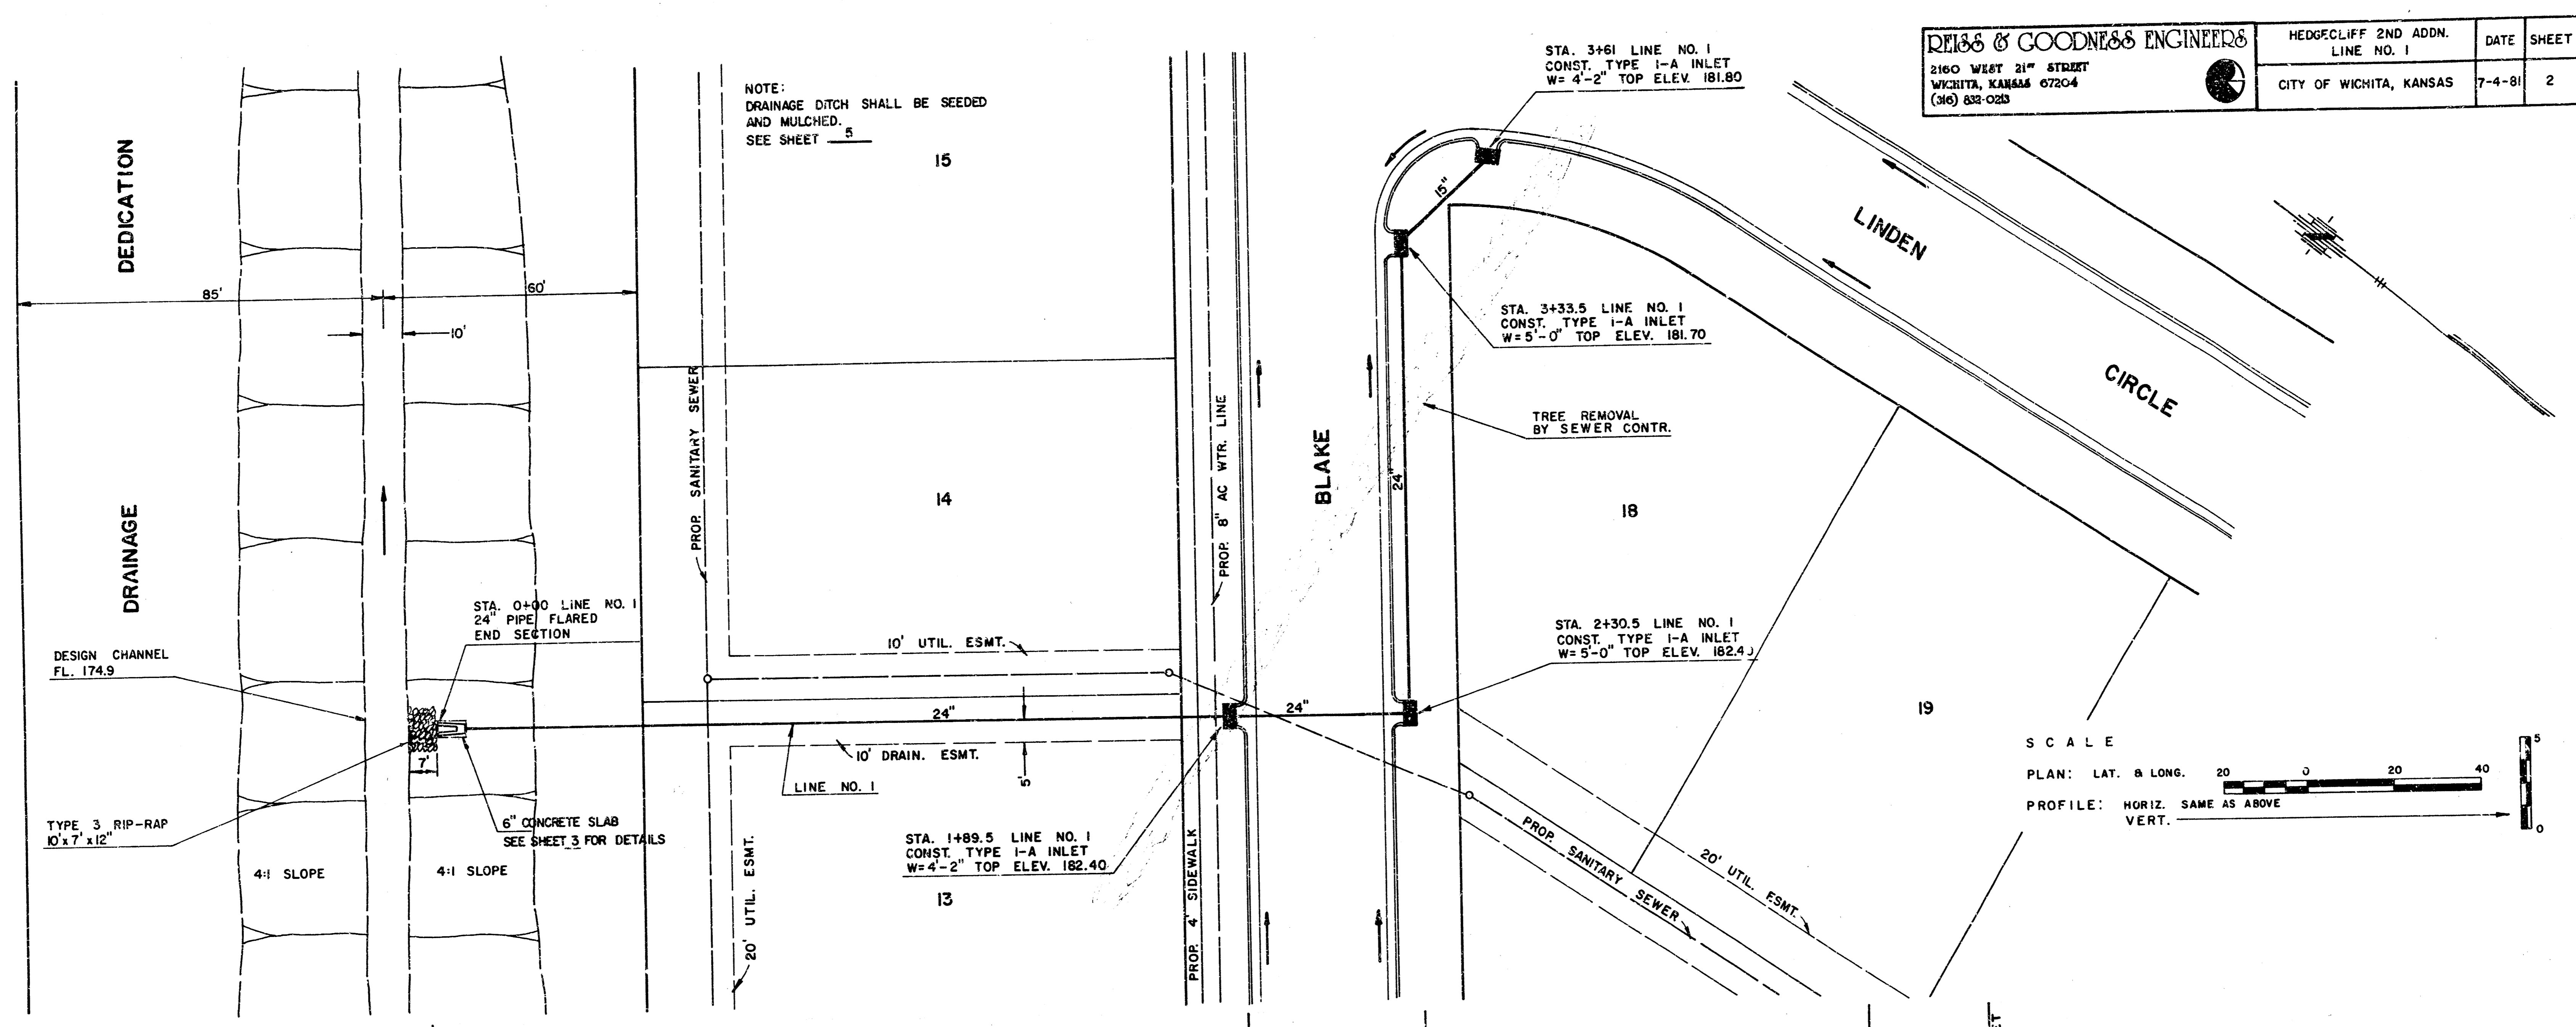 REISS & GOODNESS ENGINEERS
2160 WEST 21ST STREET
WICHITA, KANSAS 67204
(316) 832-0213
HEDGECLIFF 2ND ADDN.
LINE NO. 1
CITY OF WICHITA, KANSAS
DATE
7-4-81
SHEET
2
STA. 3+61 LINE NO. 1
CONST. TYPE 1-A INLET
W= 4'-2" TOP ELEV. 181.80
NOTE:
DRAINAGE DITCH SHALL BE SEEDED
AND MULCHED.
SEE SHEET 5
15
DEDICATION
15"
LINDEN
CIRCLE
85'
60'
10'
STA. 3+33.5 LINE NO. 1
CONST. TYPE 1-A INLET
W= 5'-0" TOP ELEV. 181.70
TREE REMOVAL
BY SEWER CONTR.
PROP. SANITARY SEWER
PROP. 8" AC WTR. LINE
BLAKE
24"
14
18
DRAINAGE
STA. 0+00 LINE NO. 1
24" PIPE FLARED
END SECTION
DESIGN CHANNEL
FL. 174.9
10' UTIL. ESMT.
STA. 2+30.5 LINE NO. 1
CONST. TYPE 1-A INLET
W= 5'-0" TOP ELEV.
24"
24"
19
7'
10' DRAIN. ESMT.
5'
LINE NO. 1
SCALE
PLAN: LAT. & LONG.
20 0 20 40
PROFILE: HORIZ. SAME AS ABOVE
VERT.
5
0
TYPE 3 RIP-RAP
10'x 7' x 12"
6" CONCRETE SLAB
SEE SHEET 3 FOR DETAILS
STA. 1+89.5 LINE NO. 1
CONST. TYPE 1-A INLET
W= 4'-2" TOP ELEV. 182.40
4:1 SLOPE
4:1 SLOPE
13
20' UTIL. ESMT.
PROP. 4' SIDEWALK
PROP. SANITARY SEWER
20' UTIL. ESMT.